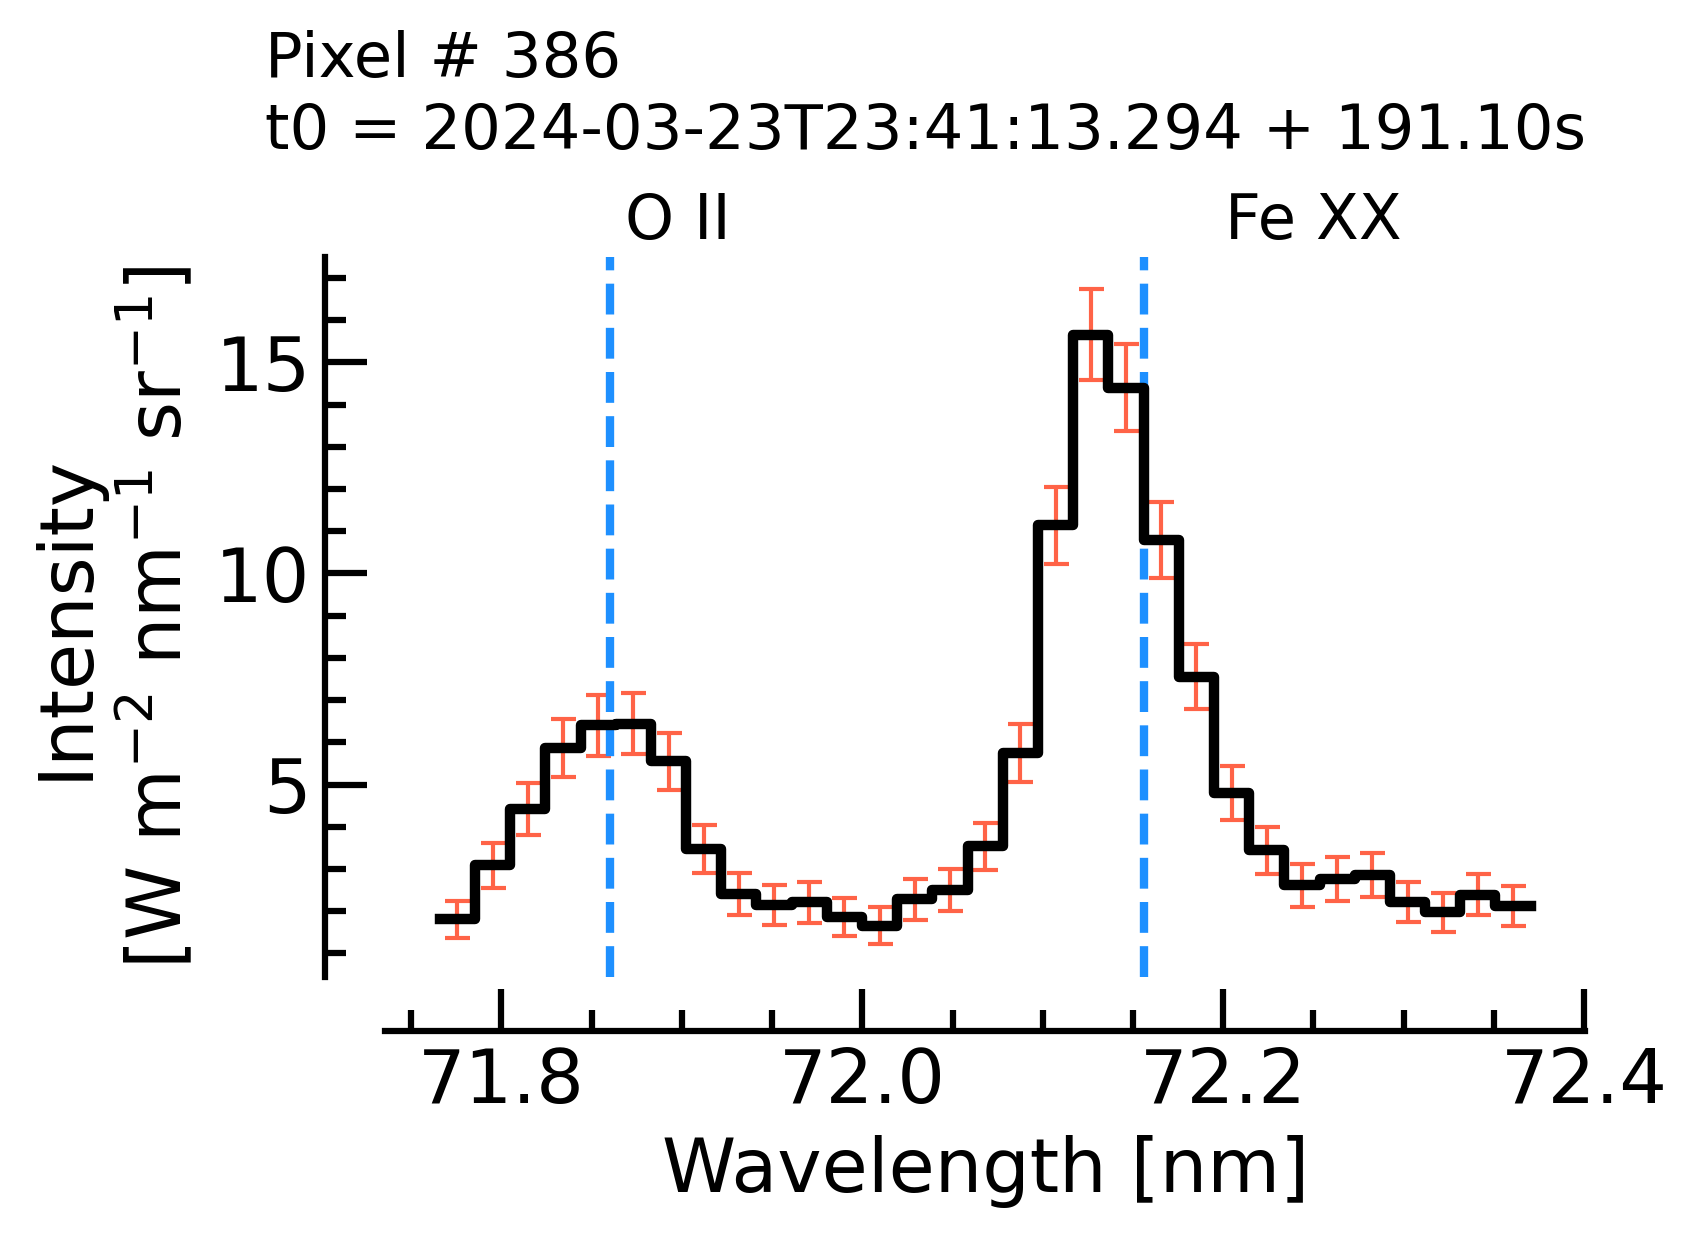 Pixel # 386
t0 = 2024-03-23T23:41:13.294 + 191.10s
O II
Fe XX
Intensity
[W m⁻² nm⁻¹ sr⁻¹]
15
10
5
71.8 72.0 72.2 72.4
Wavelength [nm]